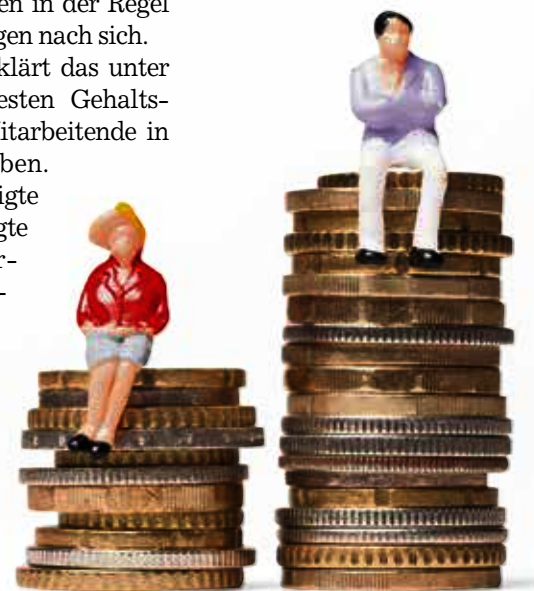 en in der Regel
gen nach sich.
klärt das unter
esten Gehalts-
itarbeitende in
ben.
igte
gte
r-
-